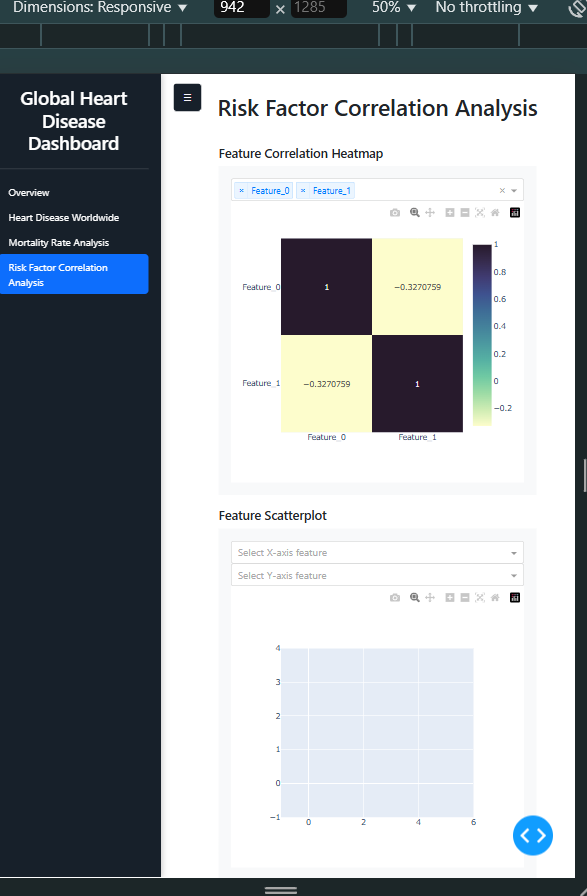 Dimensions: Responsive ▼ 942 × 1285 50% ▼ No throttling ▼
Global Heart
Disease
Dashboard
Overview
Heart Disease Worldwide
Mortality Rate Analysis
Risk Factor Correlation
Analysis
☰
Risk Factor Correlation Analysis
Feature Correlation Heatmap
× Feature_0 × Feature_1
Feature_0
1
−0.3270759
Feature_1
−0.3270759
1
Feature_0
Feature_1
1
0.8
0.6
0.4
0.2
0
−0.2
Feature Scatterplot
Select X-axis feature
Select Y-axis feature
4
3
2
1
0
−1
0
2
4
6